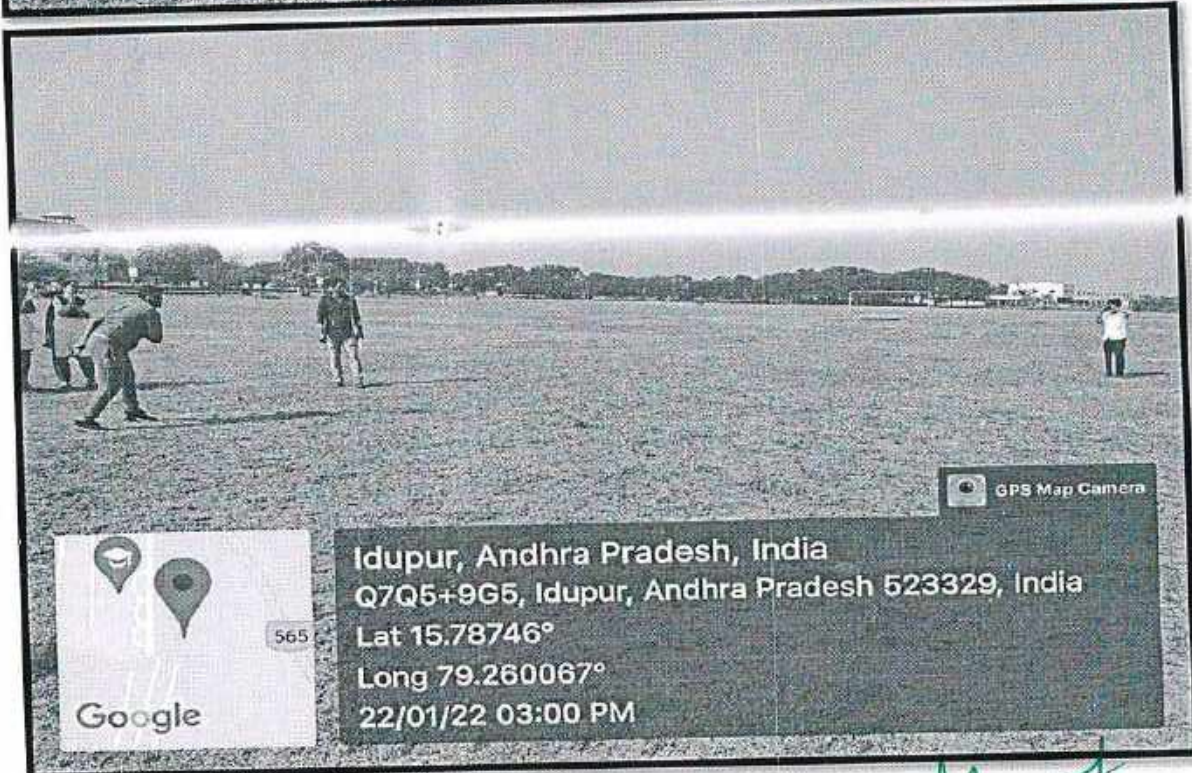 GPS Map Camera
Idupur, Andhra Pradesh, India
Q7Q5+9G5, Idupur, Andhra Pradesh 523329, India
Lat 15.78746°
Long 79.260067°
22/01/22 03:00 PM
565
Google